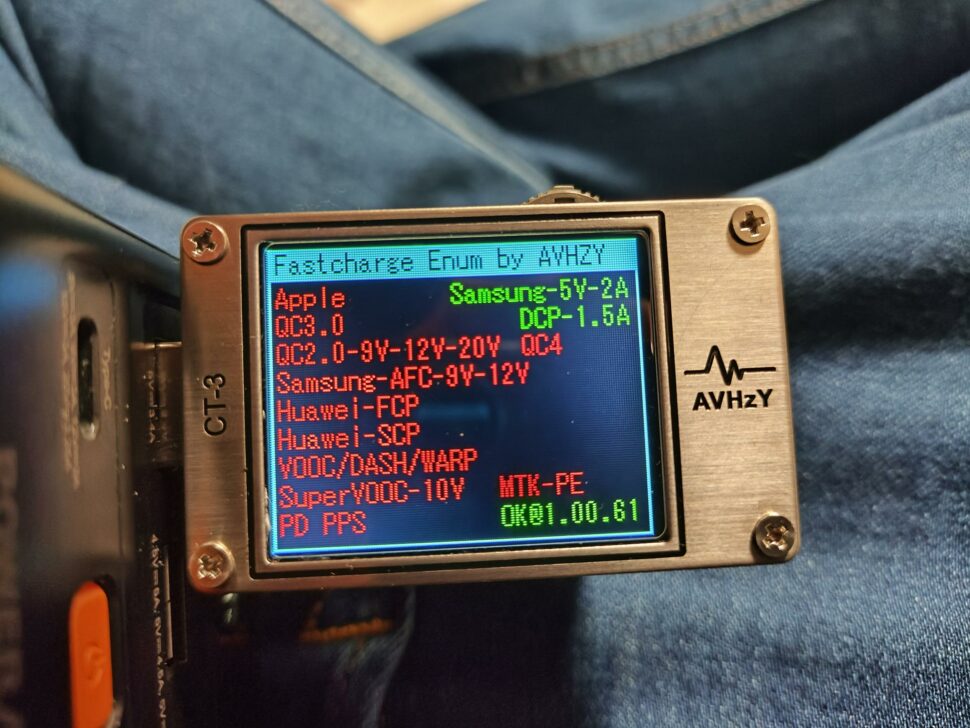 Fastcharge Enum by AVHZY
Apple Samsung-5V-2A
QC3.0 DCP-1.5A
QC2.0-9V-12V-20V QC4
Samsung-AFC-9V-12V
Huawei-FCP
Huawei-SCP
VOOC/DASH/WARP
SuperVOOC-10V MTK-PE
PD PPS OK@1.00.61
CT-3
AVHzY